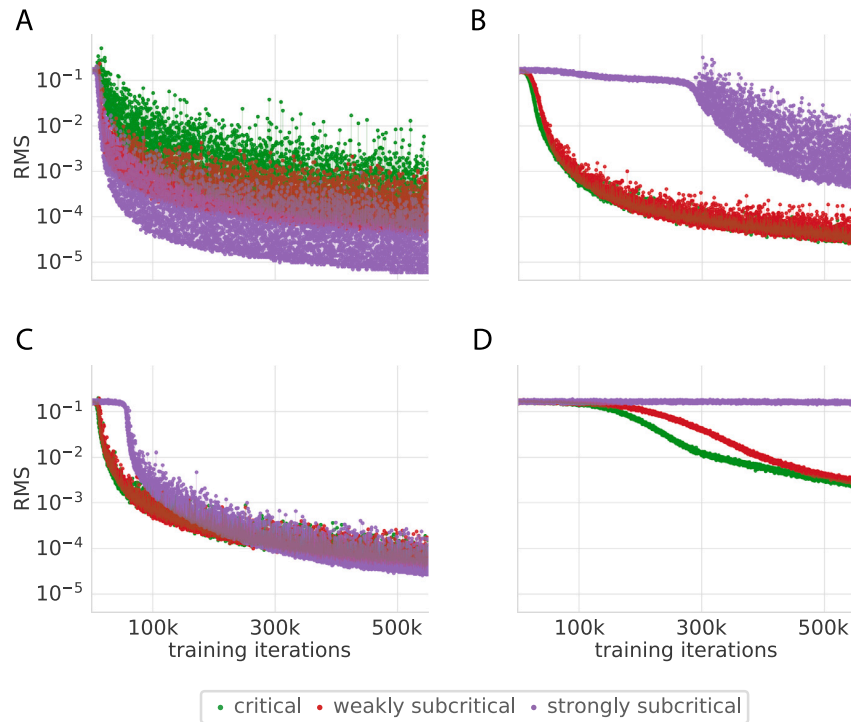 A
B
10⁻¹
10⁻²
10⁻³
10⁻⁴
10⁻⁵
RMS
C
D
10⁻¹
10⁻²
10⁻³
10⁻⁴
10⁻⁵
RMS
100k 300k 500k
training iterations
100k 300k 500k
training iterations
critical weakly subcritical strongly subcritical